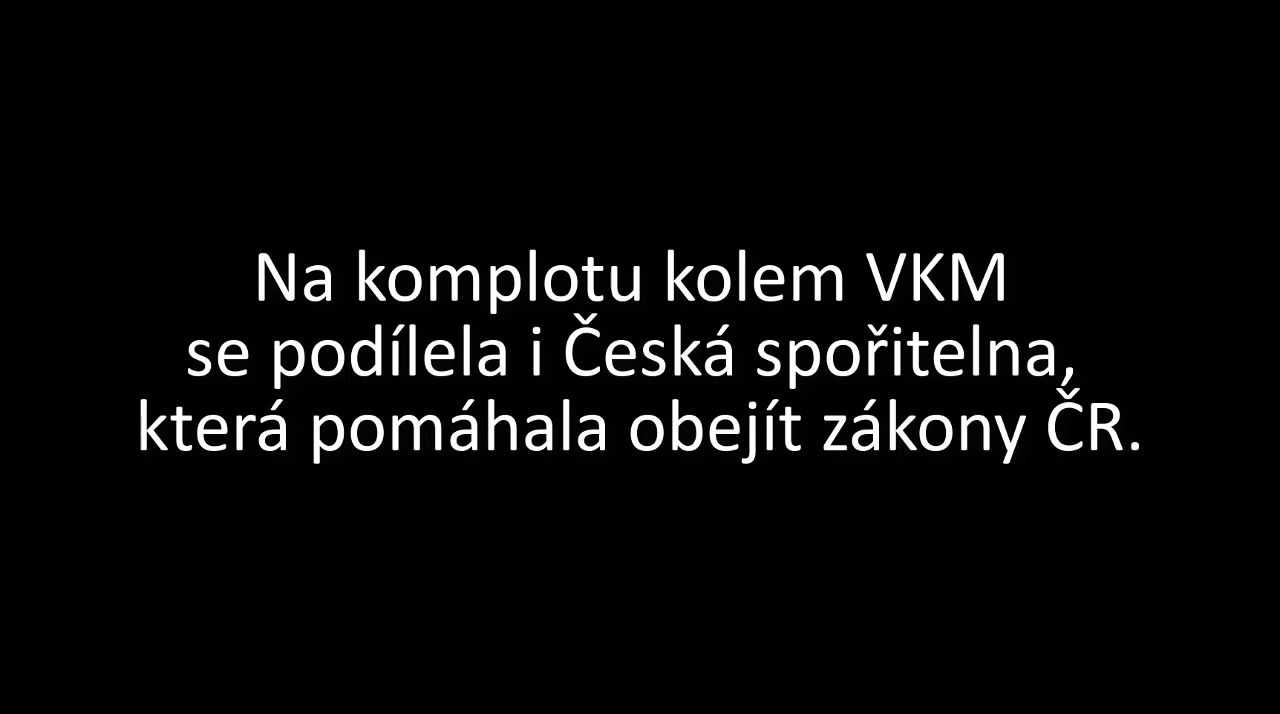 Na komplotu kolem VKM
se podílela i Česká spořitelna,
která pomáhala obejít zákony ČR.